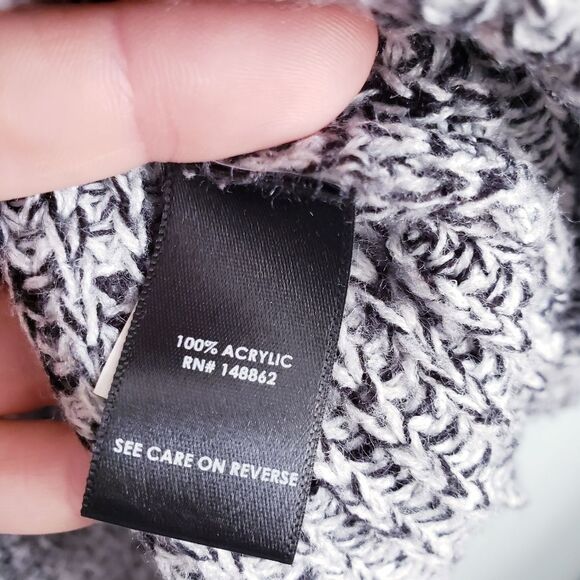 100% ACRYLIC
RN# 148862
SEE CARE ON REVERSE